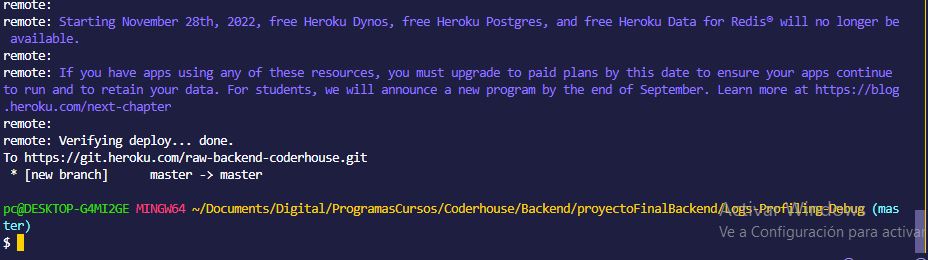 remote:
remote: Starting November 28th, 2022, free Heroku Dynos, free Heroku Postgres, and free Heroku Data for Redis® will no longer be
available.
remote:
remote: If you have apps using any of these resources, you must upgrade to paid plans by this date to ensure your apps continue
to run and to retain your data. For students, we will announce a new program by the end of September. Learn more at https://blog
.heroku.com/next-chapter
remote:
remote: Verifying deploy... done.
To https://git.heroku.com/raw-backend-coderhouse.git
* [new branch]      master -> master
pc@DESKTOP-G4MI2GE MINGW64 ~/Documents/Digital/ProgramasCursos/Coderhouse/Backend/proyectoFinalBackend/Logs-Profilling-Debug (mas
ter)
$
Activar Windows
Ve a Configuración para activar